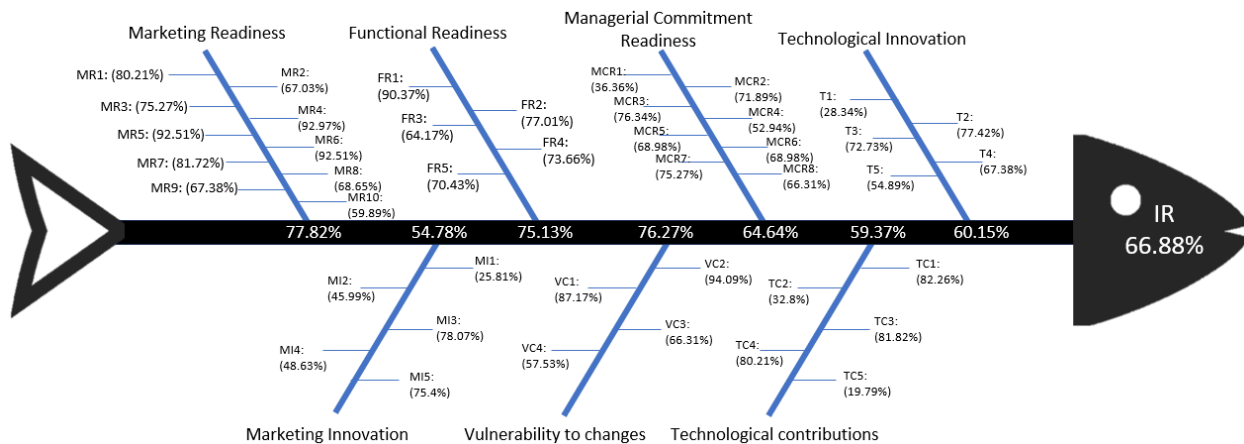 Marketing Readiness
MR1: (80.21%)
MR2:
(67.03%)
MR3: (75.27%)
MR4:
(92.97%)
MR5: (92.51%)
MR6:
(92.51%)
MR7: (81.72%)
MR8:
(68.65%)
MR9: (67.38%)
MR10:
(59.89%)
Functional Readiness
FR1:
(90.37%)
FR2:
(77.01%)
FR3:
(64.17%)
FR4:
(73.66%)
FR5:
(70.43%)
Managerial Commitment
Readiness
MCR1:
(36.36%)
MCR2:
(71.89%)
MCR3:
(76.34%)
MCR4:
(52.94%)
MCR5:
(68.98%)
MCR6:
(68.98%)
MCR7:
(75.27%)
MCR8:
(66.31%)
Technological Innovation
T1:
(28.34%)
T2:
(77.42%)
T3:
(72.73%)
T4:
(67.38%)
T5:
(54.89%)
77.82%
54.78%
75.13%
76.27%
64.64%
59.37%
60.15%
IR
66.88%
MI1:
(25.81%)
MI2:
(45.99%)
MI3:
(78.07%)
MI4:
(48.63%)
MI5:
(75.4%)
Marketing Innovation
VC1:
(87.17%)
VC2:
(94.09%)
VC3:
(66.31%)
VC4:
(57.53%)
Vulnerability to changes
TC1:
(82.26%)
TC2:
(32.8%)
TC3:
(81.82%)
TC4:
(80.21%)
TC5:
(19.79%)
Technological contributions